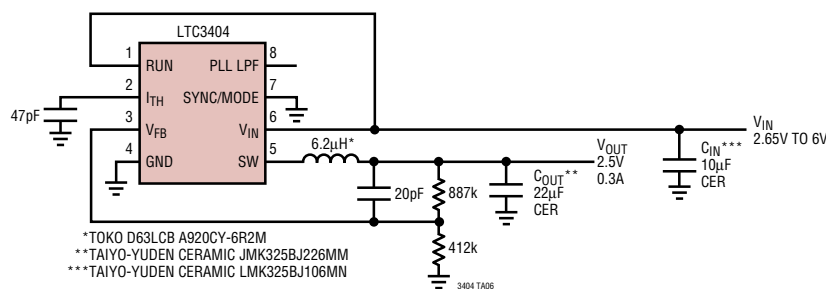 LTC3404
1 RUN PLL LPF 8
2 ITH SYNC/MODE 7
47pF
3 VFB VIN 6
4 GND SW 5
6.2µH*
VIN
2.65V TO 6V
CIN***
10µF
CER
VOUT
2.5V
0.3A
COUT**
22µF
CER
20pF
887k
412k
*TOKO D63LCB A920CY-6R2M
**TAIYO-YUDEN CERAMIC JMK325BJ226MM
***TAIYO-YUDEN CERAMIC LMK325BJ106MN
3404 TA06